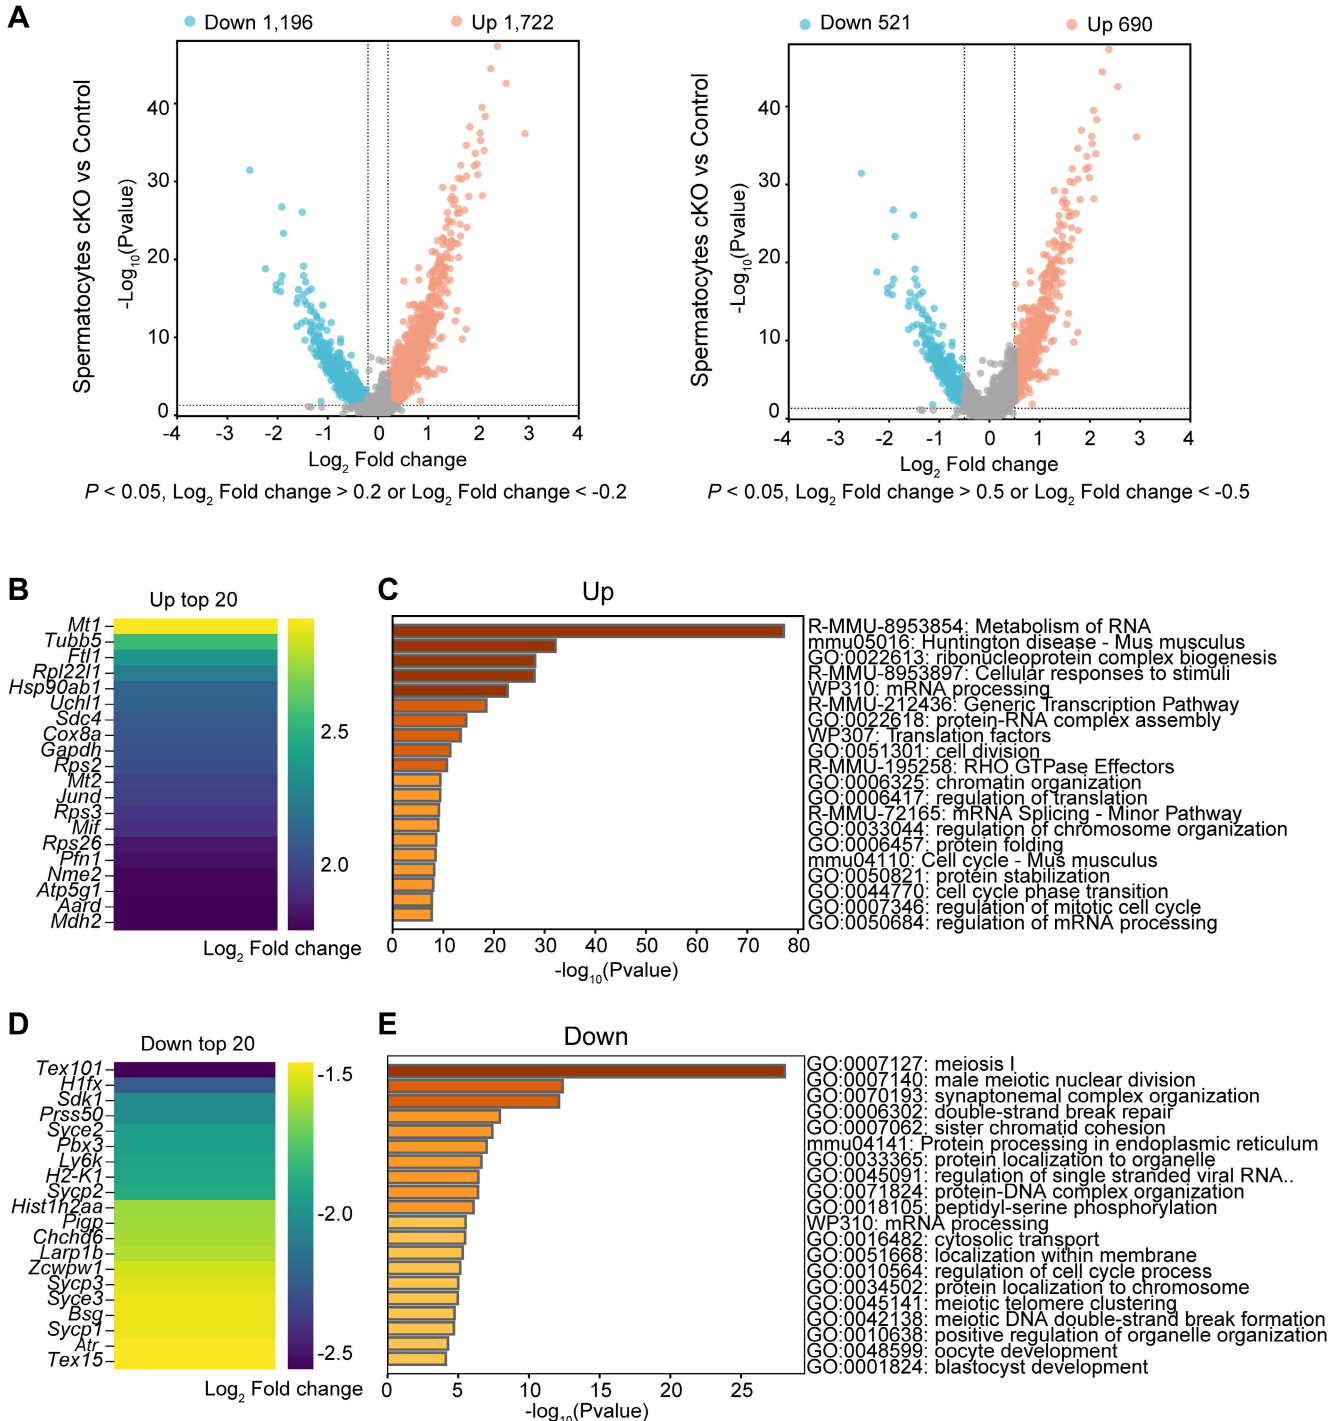 A
Down 1,196
Up 1,722
Spermatocytes cKO vs Control
-Log10(Pvalue)
40
30
20
10
0
-4 -3 -2 -1 0 1 2 3 4
Log2 Fold change
P < 0.05, Log2 Fold change > 0.2 or Log2 Fold change < -0.2
Down 521
Up 690
Spermatocytes cKO vs Control
-Log10(Pvalue)
40
30
20
10
0
-4 -3 -2 -1 0 1 2 3 4
Log2 Fold change
P < 0.05, Log2 Fold change > 0.5 or Log2 Fold change < -0.5
B
Up top 20
Mt1
Tubb5
Ftl1
Rpl22l1
Hsp90ab1
Uchl1
Sdc4
Cox8a
Gapdh
Rps2
Mt2
Jund
Rps3
Mif
Rps26
Pfn1
Nme2
Atp5g1
Aard
Mdh2
2.5
2.0
Log2 Fold change
C
Up
R-MMU-8953854: Metabolism of RNA
mmu05016: Huntington disease - Mus musculus
GO:0022613: ribonucleoprotein complex biogenesis
R-MMU-8953897: Cellular responses to stimuli
WP310: mRNA processing
R-MMU-212436: Generic Transcription Pathway
GO:0022618: protein-RNA complex assembly
WP307: Translation factors
GO:0051301: cell division
R-MMU-195258: RHO GTPase Effectors
GO:0006325: chromatin organization
GO:0006417: regulation of translation
R-MMU-72165: mRNA Splicing - Minor Pathway
GO:0033044: regulation of chromosome organization
GO:0006457: protein folding
mmu04110: Cell cycle - Mus musculus
GO:0050821: protein stabilization
GO:0044770: cell cycle phase transition
GO:0007346: regulation of mitotic cell cycle
GO:0050684: regulation of mRNA processing
0 10 20 30 40 50 60 70 80
-log10(Pvalue)
D
Down top 20
Tex101
H1fx
Sdk1
Prss50
Syce2
Pbx3
Ly6k
H2-K1
Sycp2
Hist1h2aa
Pigp
Chchd6
Larp1b
Zcwpw1
Sycp3
Syce3
Bsg
Sycp1
Atr
Tex15
-1.5
-2.0
-2.5
Log2 Fold change
E
Down
GO:0007127: meiosis I
GO:0007140: male meiotic nuclear division
GO:0070193: synaptonemal complex organization
GO:0006302: double-strand break repair
GO:0007062: sister chromatid cohesion
mmu04141: Protein processing in endoplasmic reticulum
GO:0033365: protein localization to organelle
GO:0045091: regulation of single stranded viral RNA..
GO:0071824: protein-DNA complex organization
GO:0018105: peptidyl-serine phosphorylation
WP310: mRNA processing
GO:0016482: cytosolic transport
GO:0051668: localization within membrane
GO:0010564: regulation of cell cycle process
GO:0034502: protein localization to chromosome
GO:0045141: meiotic telomere clustering
GO:0042138: meiotic DNA double-strand break formation
GO:0010638: positive regulation of organelle organization
GO:0048599: oocyte development
GO:0001824: blastocyst development
0 5 10 15 20 25
-log10(Pvalue)